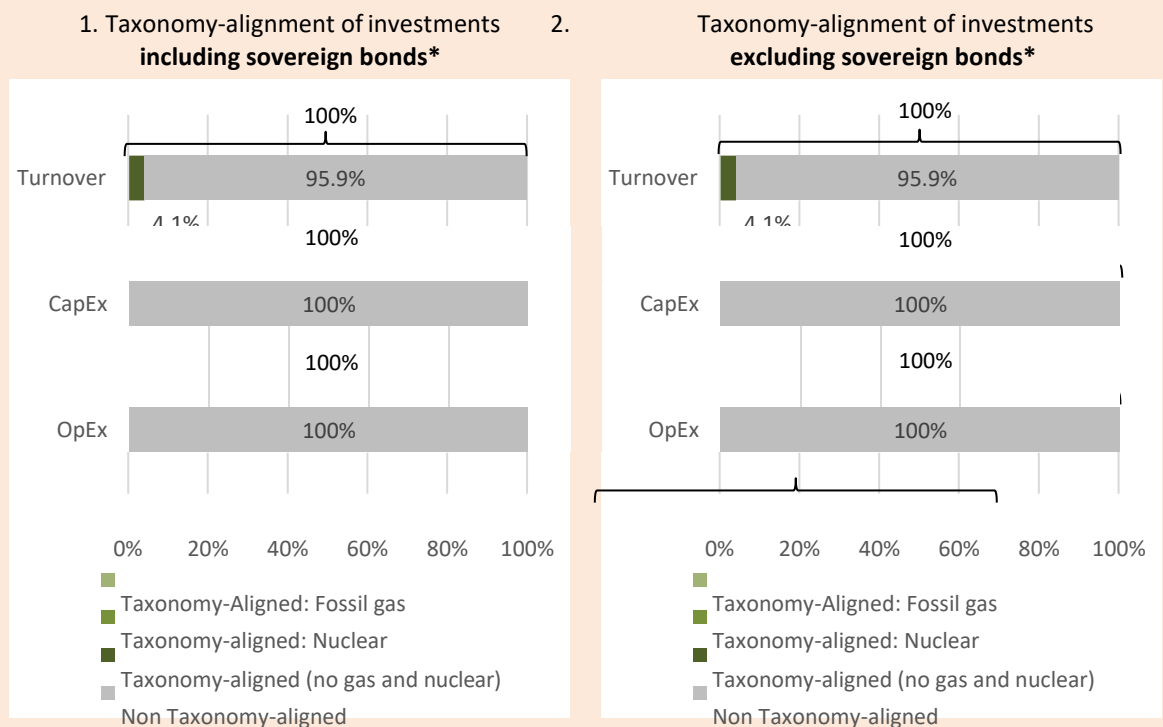 1. Taxonomy-alignment of investments
including sovereign bonds*
100%
Turnover
95.9%
4.1%
100%
CapEx
100%
100%
OpEx
100%
0% 20% 40% 60% 80% 100%
Taxonomy-Aligned: Fossil gas
Taxonomy-aligned: Nuclear
Taxonomy-aligned (no gas and nuclear)
Non Taxonomy-aligned
2. Taxonomy-alignment of investments
excluding sovereign bonds*
100%
Turnover
95.9%
4.1%
100%
CapEx
100%
100%
OpEx
100%
0% 20% 40% 60% 80% 100%
Taxonomy-Aligned: Fossil gas
Taxonomy-aligned: Nuclear
Taxonomy-aligned (no gas and nuclear)
Non Taxonomy-aligned